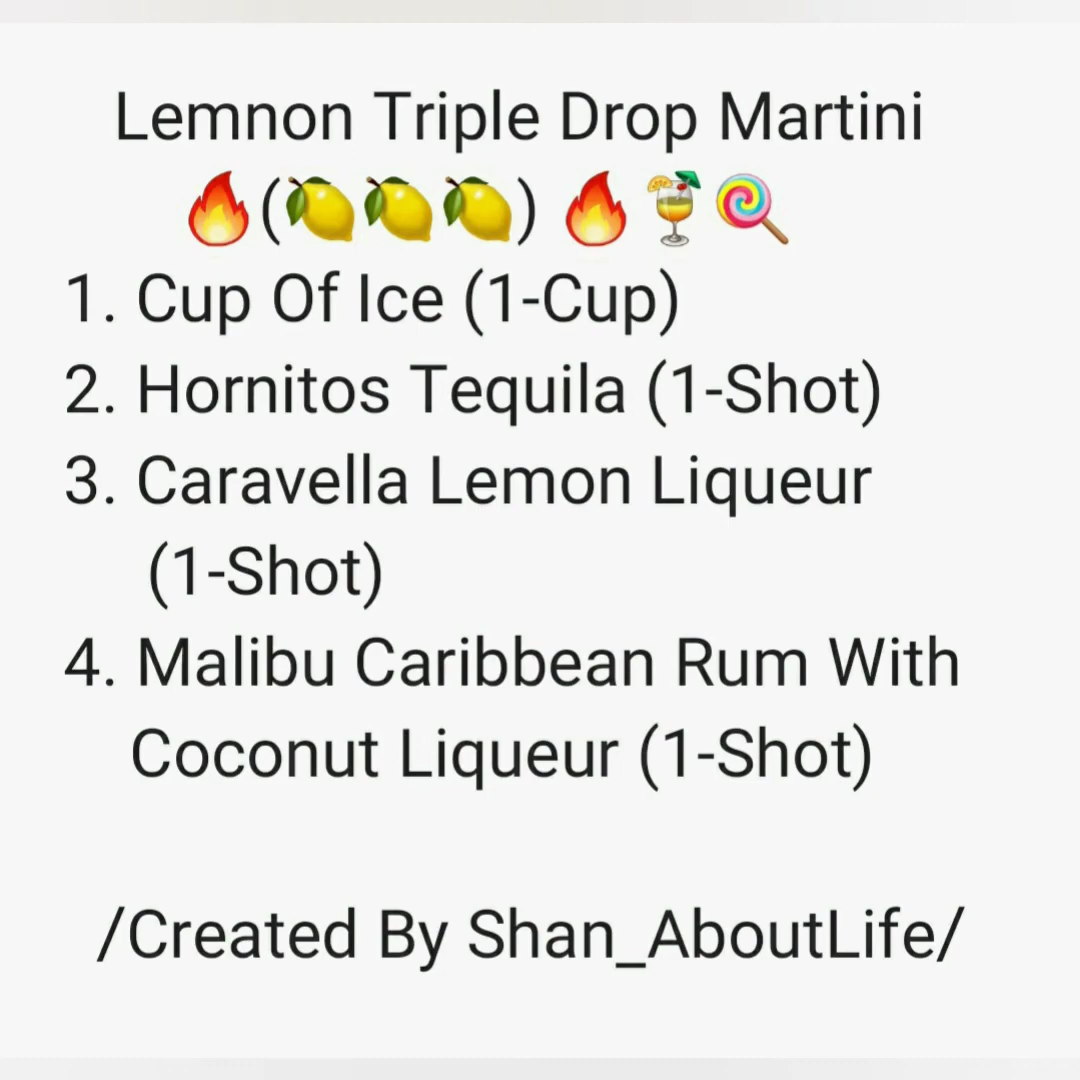 Lemnon Triple Drop Martini
🔥(🍋🍋🍋) 🔥🍹🍭
1. Cup Of Ice (1-Cup)
2. Hornitos Tequila (1-Shot)
3. Caravella Lemon Liqueur
(1-Shot)
4. Malibu Caribbean Rum With
Coconut Liqueur (1-Shot)
/Created By Shan_AboutLife/